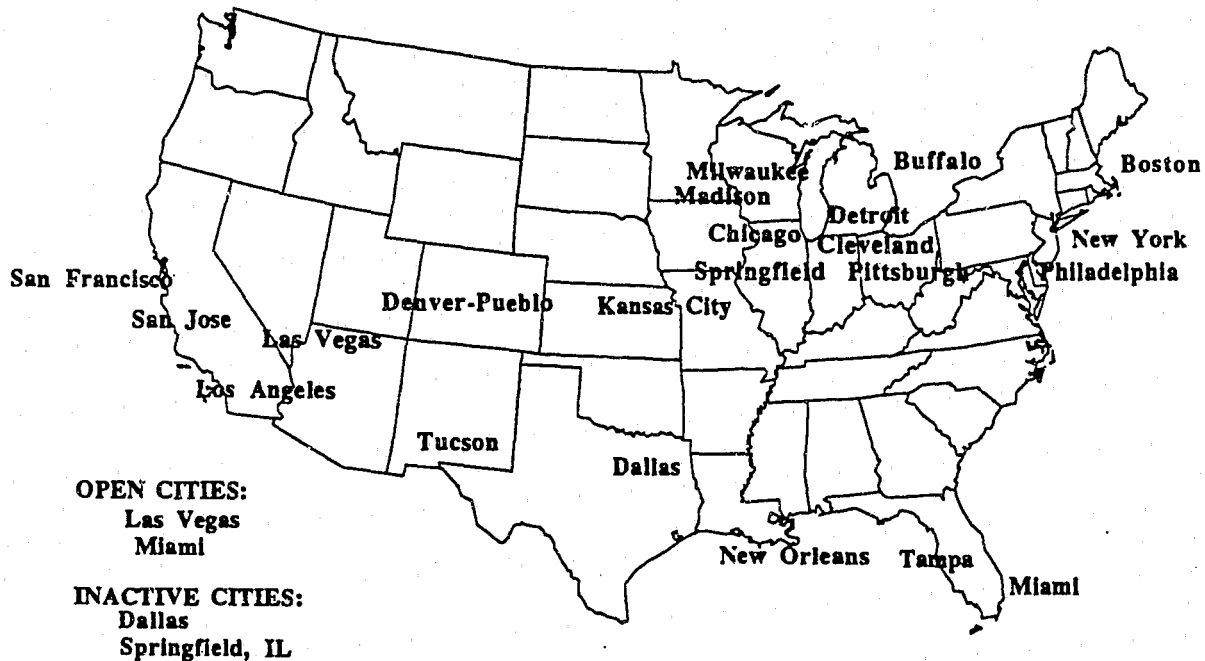 Buffalo
Boston
Milwaukee
Madison
Detroit
Chicago
Cleveland
New York
San Francisco
Springfield
Pittsburgh
Philadelphia
Denver-Pueblo
Kansas City
San Jose
Las Vegas
Los Angeles
Tucson
Dallas
OPEN CITIES:
Las Vegas
Miami
New Orleans
Tampa
Miami
INACTIVE CITIES:
Dallas
Springfield, IL